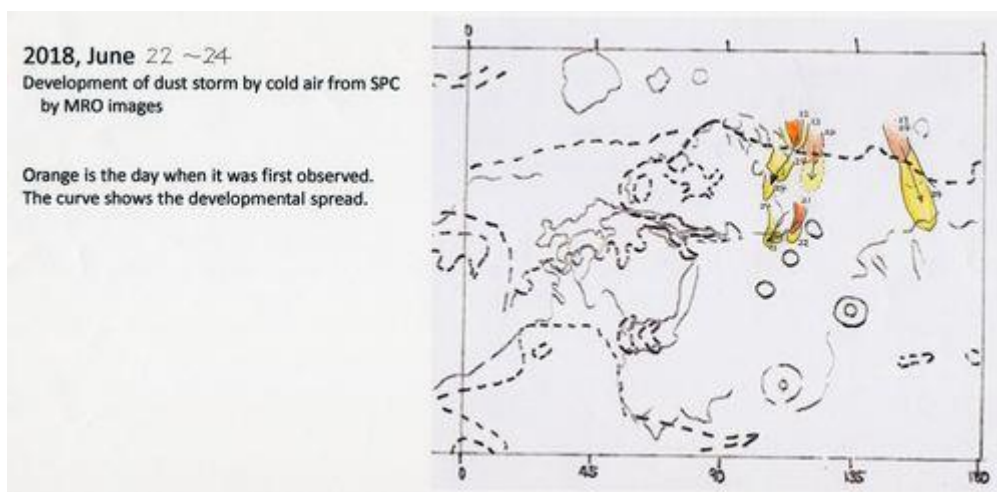 2018, June 22 ~24
Development of dust storm by cold air from SPC
by MRO images
Orange is the day when it was first observed.
The curve shows the developmental spread.
0
0
45
90
135
180